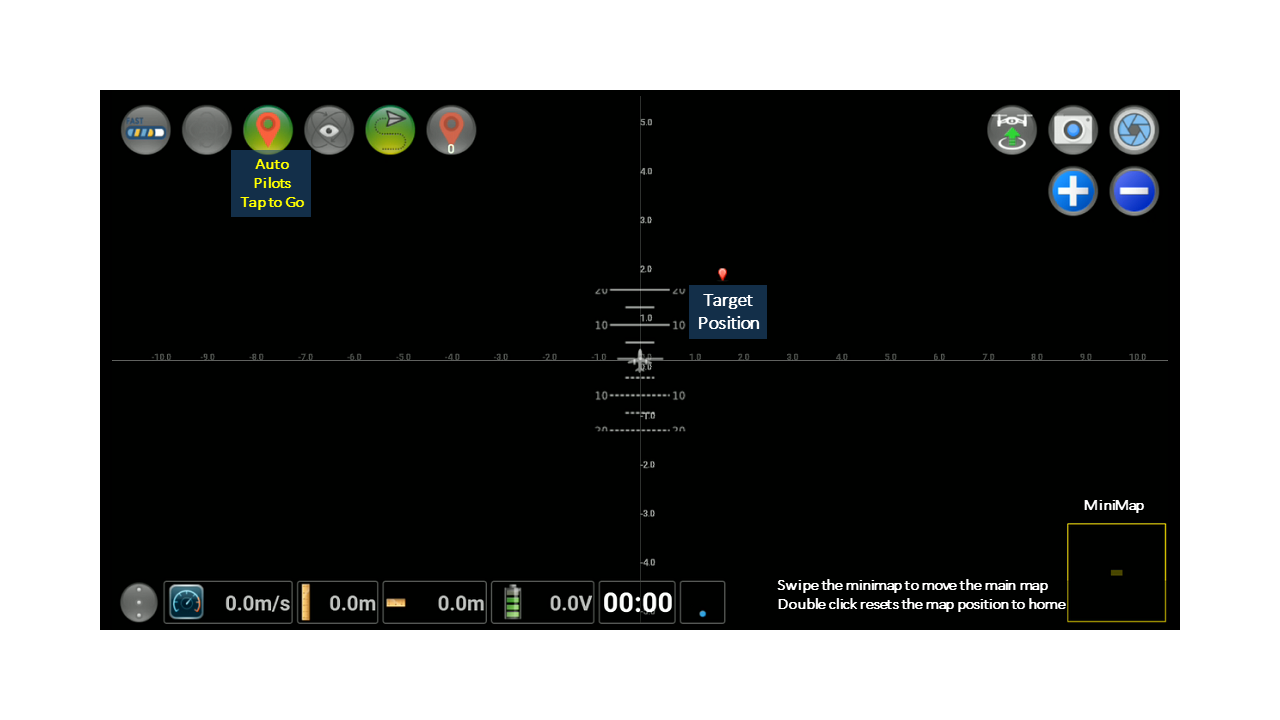 FAST
0
Auto
Pilots
Tap to Go
5.0
4.0
3.0
2.0
20 20
Target
Position
1.0
10 10
-10.0 -9.0 -8.0 -7.0 -6.0 -5.0 -4.0 -3.0 -2.0 -1.0 0.0 1.0 2.0 3.0 4.0 5.0 6.0 7.0 8.0 9.0 10.0
0.0
10 10
-1.0
20 20
-2.0
-3.0
MiniMap
-4.0
Swipe the minimap to move the main map
Double click resets the map position to home
0.0m/s 0.0m 0.0m 0.0V 00:00